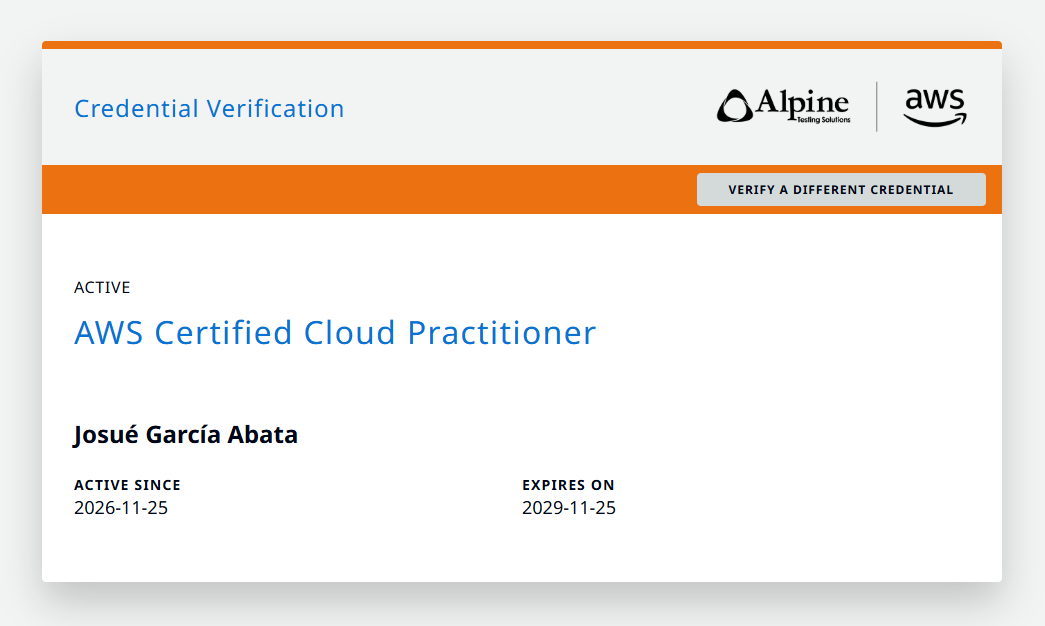 Credential Verification
Alpine
Testing Solutions
aws
VERIFY A DIFFERENT CREDENTIAL
ACTIVE
AWS Certified Cloud Practitioner
Josué García Abata
ACTIVE SINCE
2026-11-25
EXPIRES ON
2029-11-25